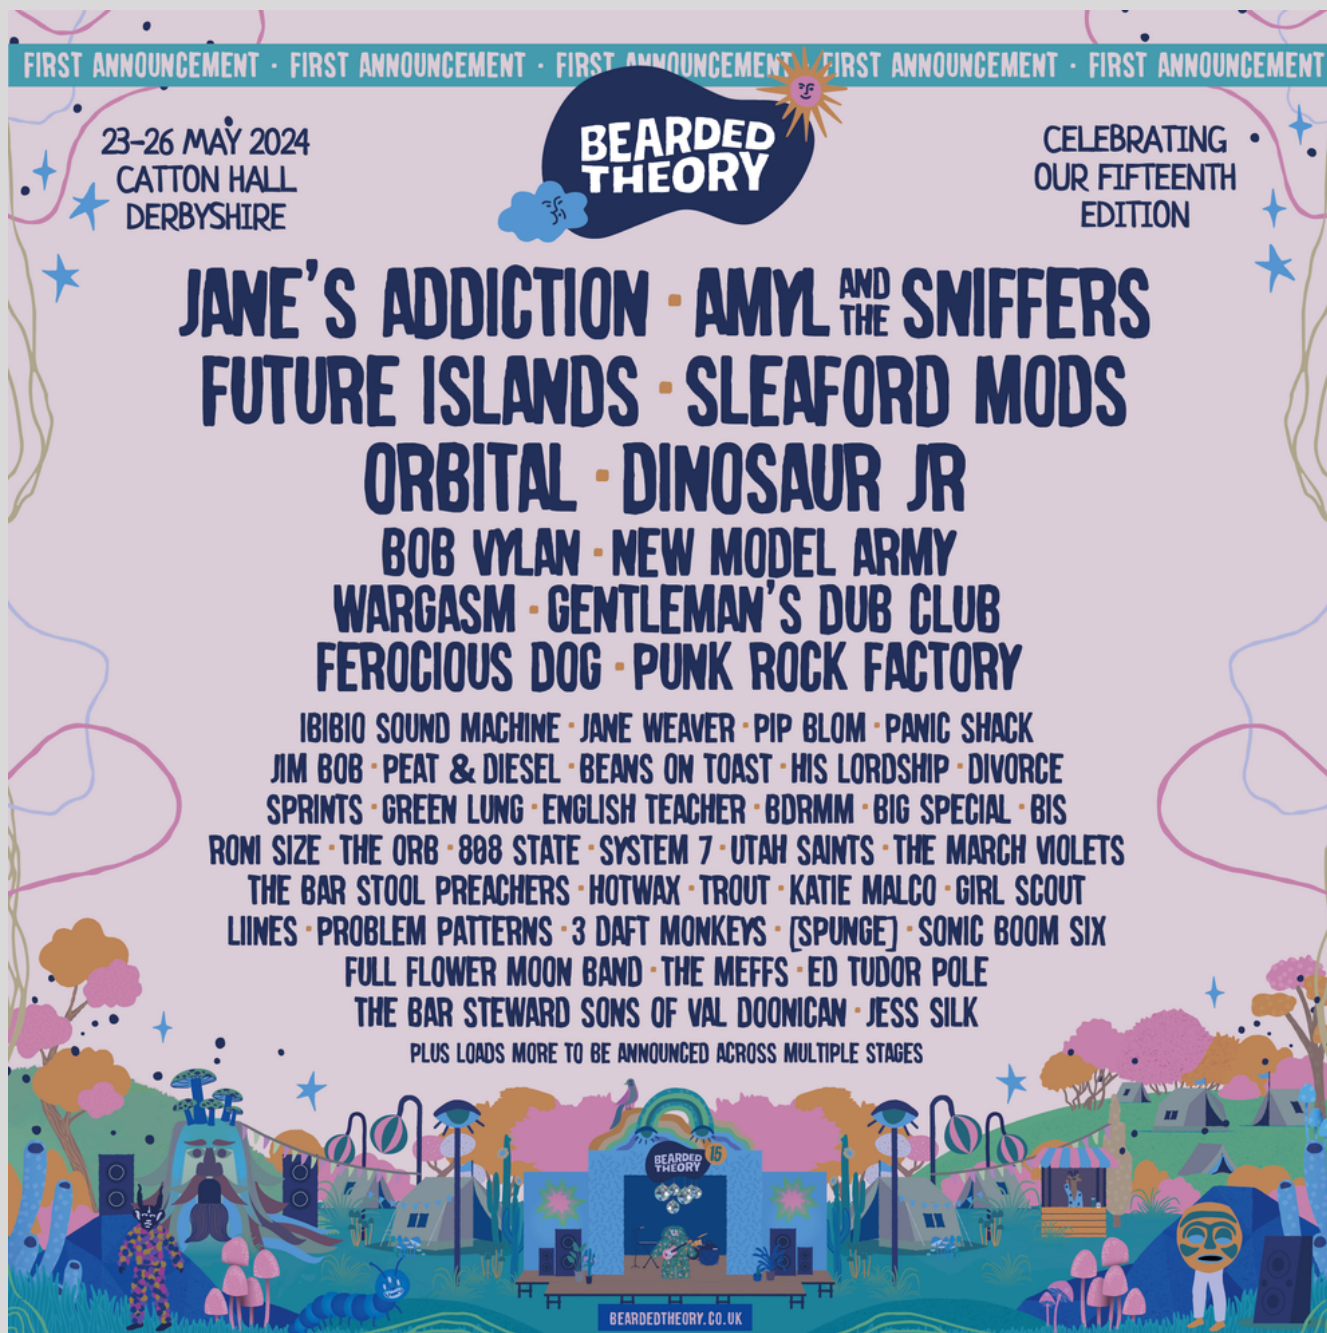 FIRST ANNOUNCEMENT · FIRST ANNOUNCEMENT · FIRST ANNOUNCEMENT · FIRST ANNOUNCEMENT · FIRST ANNOUNCEMENT
23-26 MAY 2024
CATTON HALL
DERBYSHIRE
BEARDED
THEORY
CELEBRATING
OUR FIFTEENTH
EDITION
JANE'S ADDICTION · AMYL AND THE SNIFFERS
FUTURE ISLANDS · SLEAFORD MODS
ORBITAL · DINOSAUR JR
BOB VYLAN · NEW MODEL ARMY
WARGASM · GENTLEMAN'S DUB CLUB
FEROCIOUS DOG · PUNK ROCK FACTORY
IBIBIO SOUND MACHINE · JANE WEAVER · PIP BLOM · PANIC SHACK
JIM BOB · PEAT & DIESEL · BEANS ON TOAST · HIS LORDSHIP · DIVORCE
SPRINTS · GREEN LUNG · ENGLISH TEACHER · BDRMM · BIG SPECIAL · BIS
RONI SIZE · THE ORB · 808 STATE · SYSTEM 7 · UTAH SAINTS · THE MARCH VIOLETS
THE BAR STOOL PREACHERS · HOTWAX · TROUT · KATIE MALCO · GIRL SCOUT
LIINES · PROBLEM PATTERNS · 3 DAFT MONKEYS · [SPUNGE] · SONIC BOOM SIX
FULL FLOWER MOON BAND · THE MEFFS · ED TUDOR POLE
THE BAR STEWARD SONS OF VAL DOONICAN · JESS SILK
PLUS LOADS MORE TO BE ANNOUNCED ACROSS MULTIPLE STAGES
BEARDED
THEORY
15
BEARDEDTHEORY.CO.UK